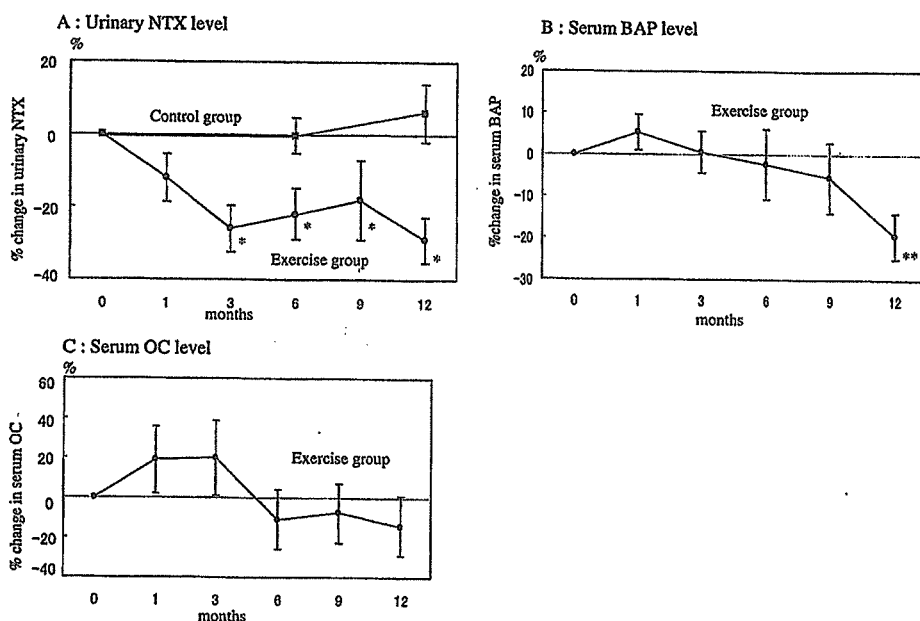 A : Urinary NTX level
%
20
0
-20
-40
% change in urinary NTX
Control group
Exercise group
*
*
*
*
0 1 3 6 9 12
months
B : Serum BAP level
%
20
10
0
-10
-20
-30
%change in serum BAP
Exercise group
**
0 1 3 6 9 12
months
C : Serum OC level
%
60
40
20
0
-20
-40
% change in serum OC
Exercise group
0 1 3 6 9 12
months